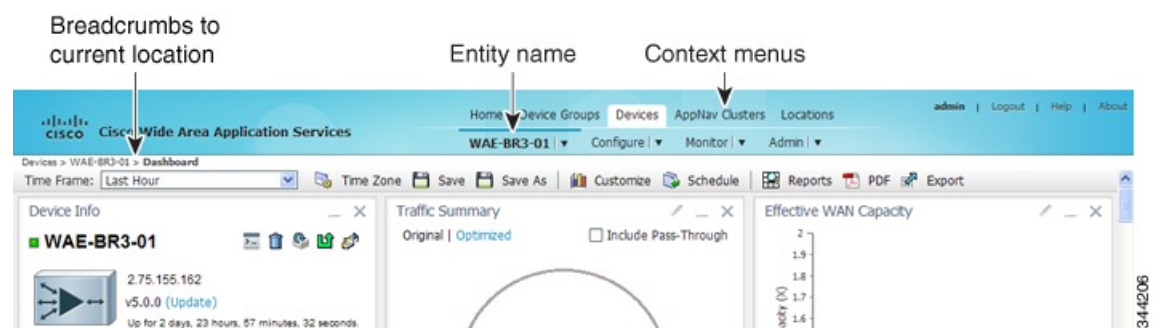 Breadcrumbs to
current location
Entity name
Context menus
Home Device Groups Devices AppNav Clusters Locations
admin | Logout | Help | About
CISCO Cisco Wide Area Application Services
WAE-BR3-01 | Configure | Monitor | Admin |
Devices > WAE-BR3-01 > Dashboard
Time Frame: Last Hour Time Zone Save Save As | Customize Schedule | Reports PDF Export
Device Info
WAE-BR3-01
2.75.155.162
v5.0.0 (Update)
Up for 2 days, 23 hours, 57 minutes, 32 seconds.
Traffic Summary
Original | Optimized Include Pass-Through
Effective WAN Capacity
2
1.9
1.8
1.7
1.6
acity (X)
344206